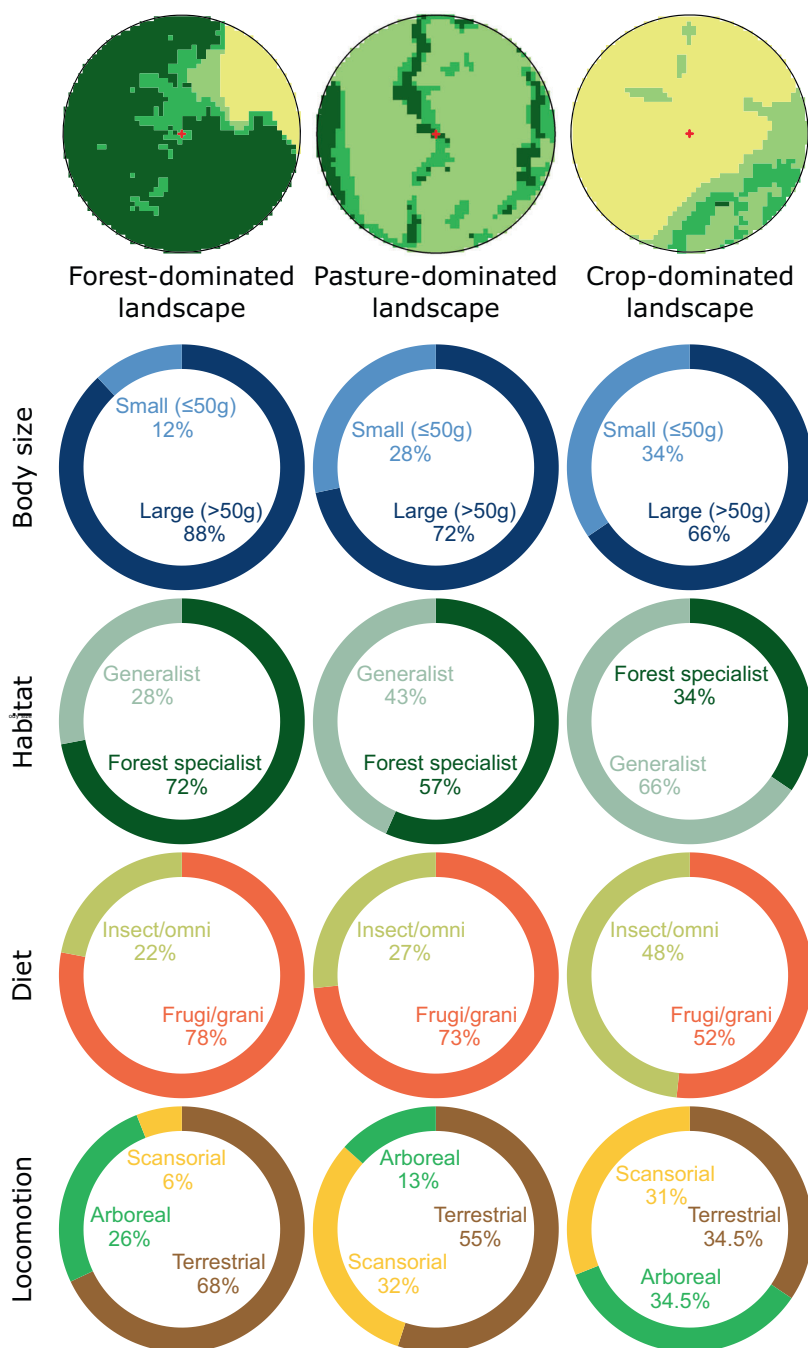 Forest-dominated
landscape
Pasture-dominated
landscape
Crop-dominated
landscape
Body size
Small (≤50g)
12%
Large (>50g)
88%
Small (≤50g)
28%
Large (>50g)
72%
Small (≤50g)
34%
Large (>50g)
66%
Habitat
Generalist
28%
Forest specialist
72%
Generalist
43%
Forest specialist
57%
Forest specialist
34%
Generalist
66%
Diet
Insect/omni
22%
Frugi/grani
78%
Insect/omni
27%
Frugi/grani
73%
Insect/omni
48%
Frugi/grani
52%
Locomotion
Scansorial
6%
Arboreal
26%
Terrestrial
68%
Arboreal
13%
Terrestrial
55%
Scansorial
32%
Scansorial
31%
Terrestrial
34.5%
Arboreal
34.5%